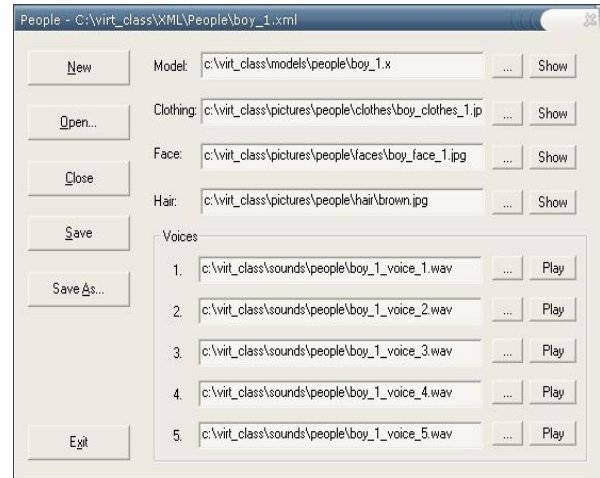 People - C:\virt_class\XML\People\boy_1.xml
New
Open...
Close
Save
Save As...
Exit
Model: c:\virt_class\models\people\boy_1.x ... Show
Clothing: c:\virt_class\pictures\people\clothes\boy_clothes_1.jp ... Show
Face: c:\virt_class\pictures\people\faces\boy_face_1.jpg ... Show
Hair: c:\virt_class\pictures\people\hair\brown.jpg ... Show
Voices
1. c:\virt_class\sounds\people\boy_1_voice_1.wav ... Play
2. c:\virt_class\sounds\people\boy_1_voice_2.wav ... Play
3. c:\virt_class\sounds\people\boy_1_voice_3.wav ... Play
4. c:\virt_class\sounds\people\boy_1_voice_4.wav ... Play
5. c:\virt_class\sounds\people\boy_1_voice_5.wav ... Play